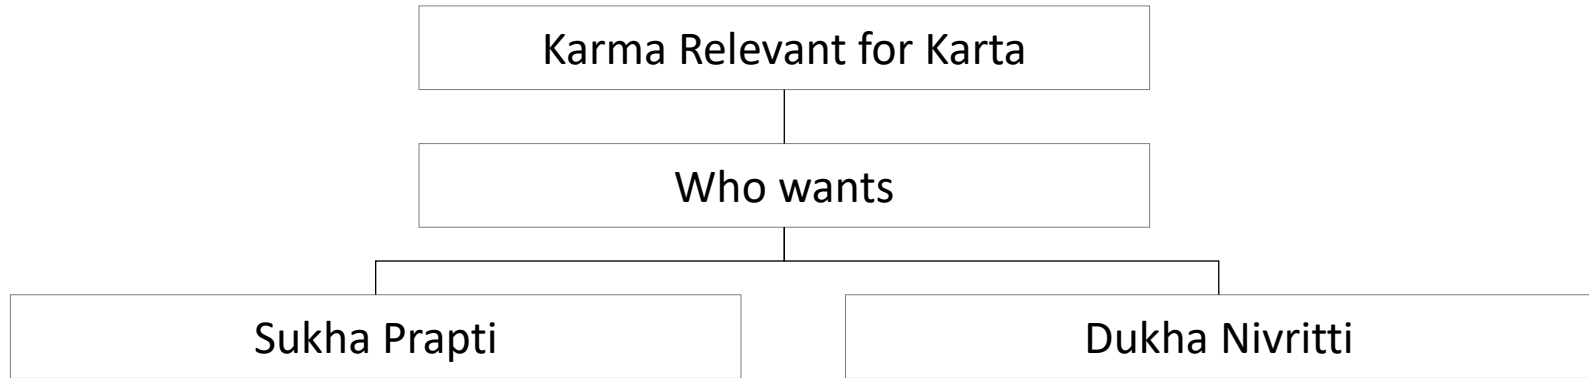 Karma Relevant for Karta
Who wants
Sukha Prapti
Dukha Nivritti